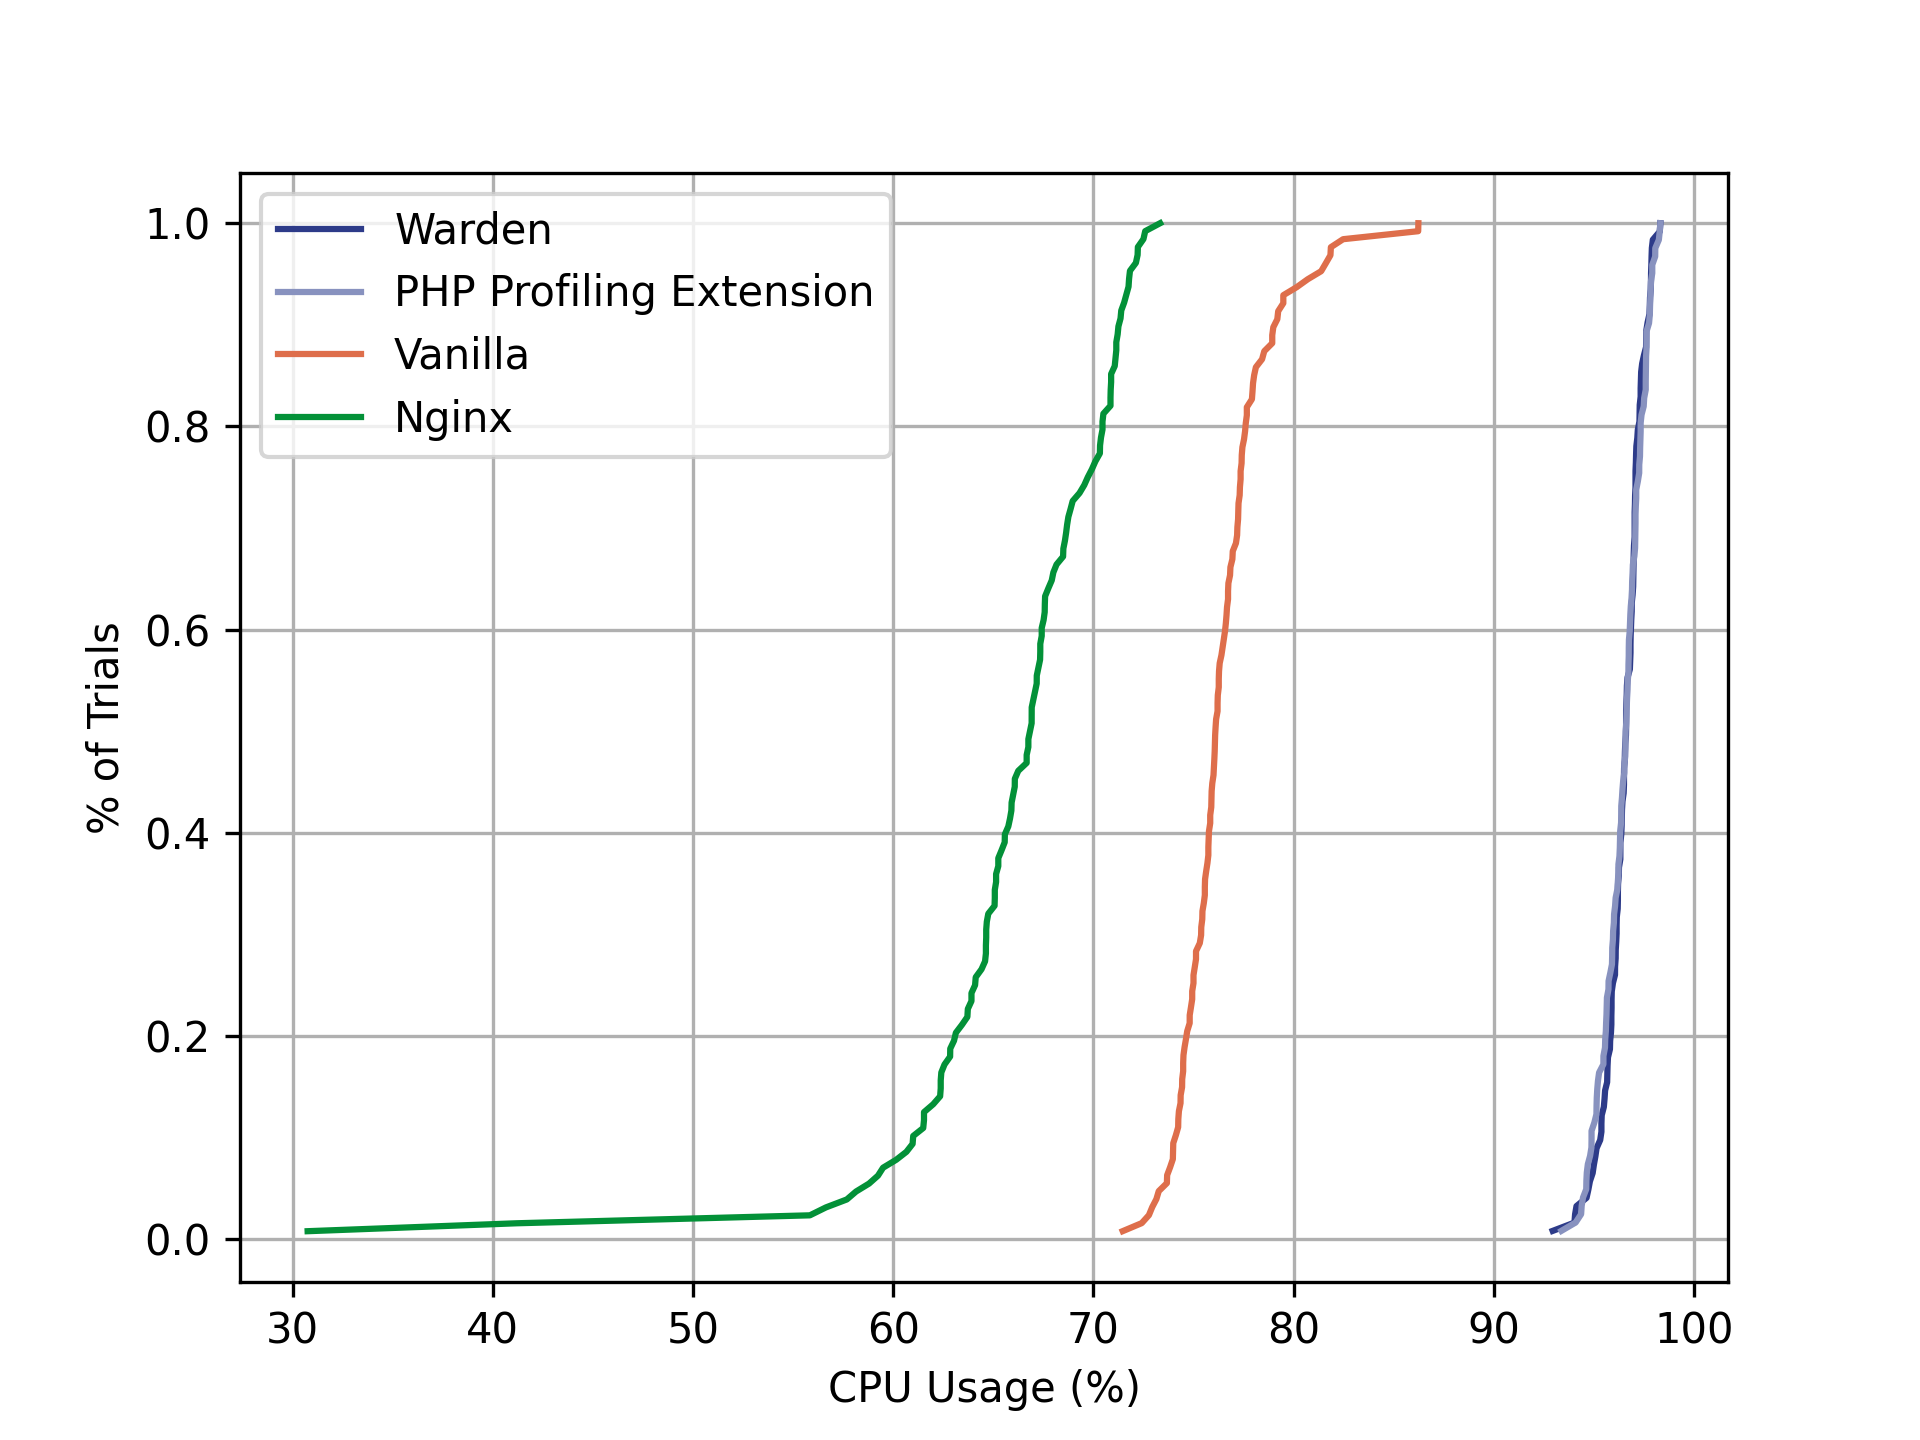 Warden
PHP Profiling Extension
Vanilla
Nginx
1.0
0.8
0.6
0.4
0.2
0.0
% of Trials
30 40 50 60 70 80 90 100
CPU Usage (%)